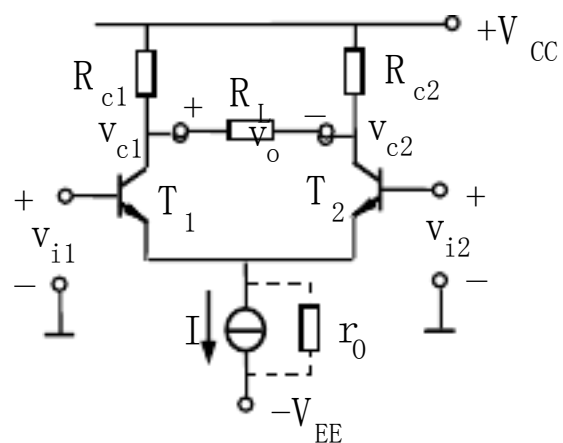 +V CC
R c1
R L
R c2
+ −
v c1
v o
v c2
+ T 1
T 2 +
v i1
v i2
−
−
I
r 0
−V EE